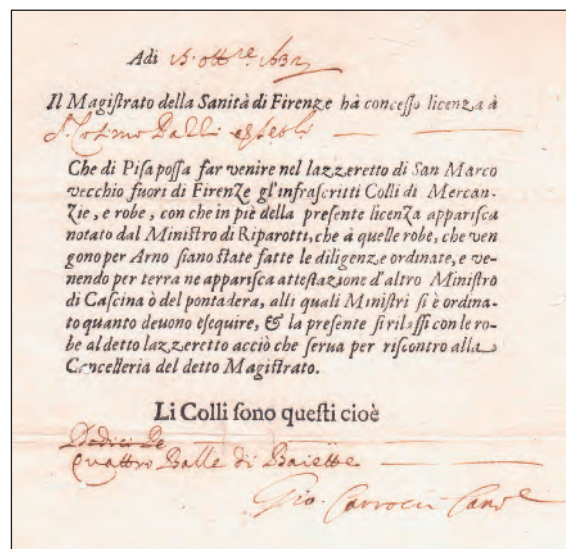 Adi 15. ott.re 1632
Il Magiſtrato della Sanità di Firenze hà conceſſo licenza à
Coſimo Balli e
Che di Piſa poſſa far venire nel lazzeretto di San Marco
vecchio fuori di Firenze gl'infraſcritti Colli di Mercan-
zie, e robe, con che in piè della preſente licenza appariſca
notato dal Miniſtro di Riparotti, che à quelle robe, che ven
gono per Arno ſiano ſtate fatte le diligenze ordinate, e ve-
nendo per terra ne appariſca atteſtazione d'altro Miniſtro
di Caſcina ò del pontadera, alli quali Miniſtri ſi è ordina-
to quanto deuono eſequire, & la preſente ſi rilaſſi con le ro-
be al detto lazzeretto acciò che ſerua per riſcontro alla
Cancelleria del detto Magiſtrato.
Li Colli ſono queſti cioè
Quattro Balle di Baiette
Gio. Carrocci Canc.e